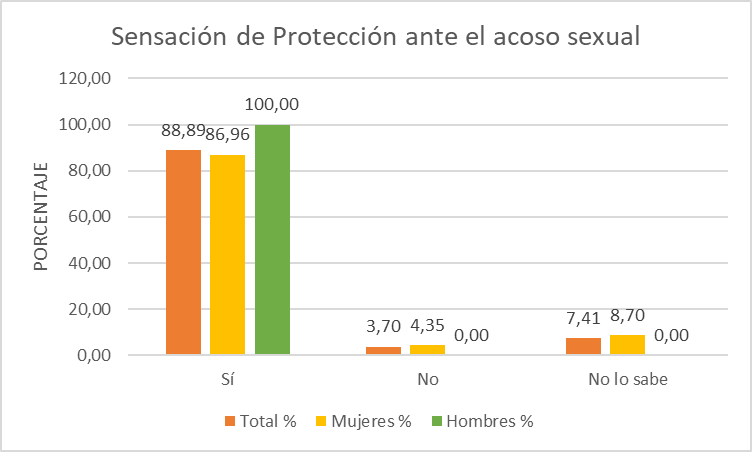 Sensación de Protección ante el acoso sexual
120,00
100,00
80,00
60,00
40,00
20,00
0,00
PORCENTAJE
88,89
86,96
100,00
3,70
4,35
0,00
7,41
8,70
0,00
Sí
No
No lo sabe
Total %
Mujeres %
Hombres %